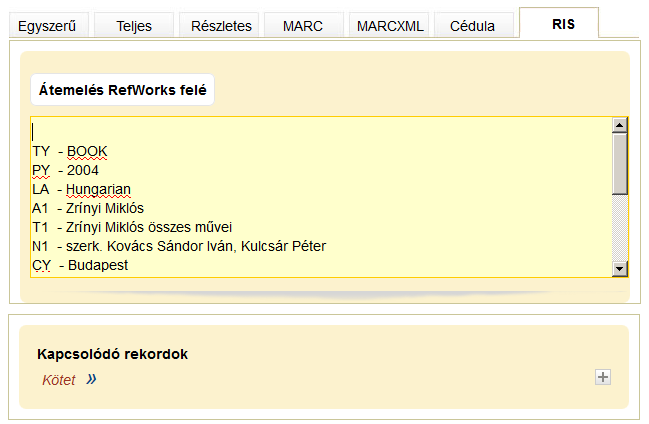 Egyszerű Teljes Részletes MARC MARCXML Cédula RIS
Átemelés RefWorks felé
TY - BOOK
PY - 2004
LA - Hungarian
A1 - Zrínyi Miklós
T1 - Zrínyi Miklós összes művei
N1 - szerk. Kovács Sándor Iván, Kulcsár Péter
CY - Budapest
Kapcsolódó rekordok
Kötet »